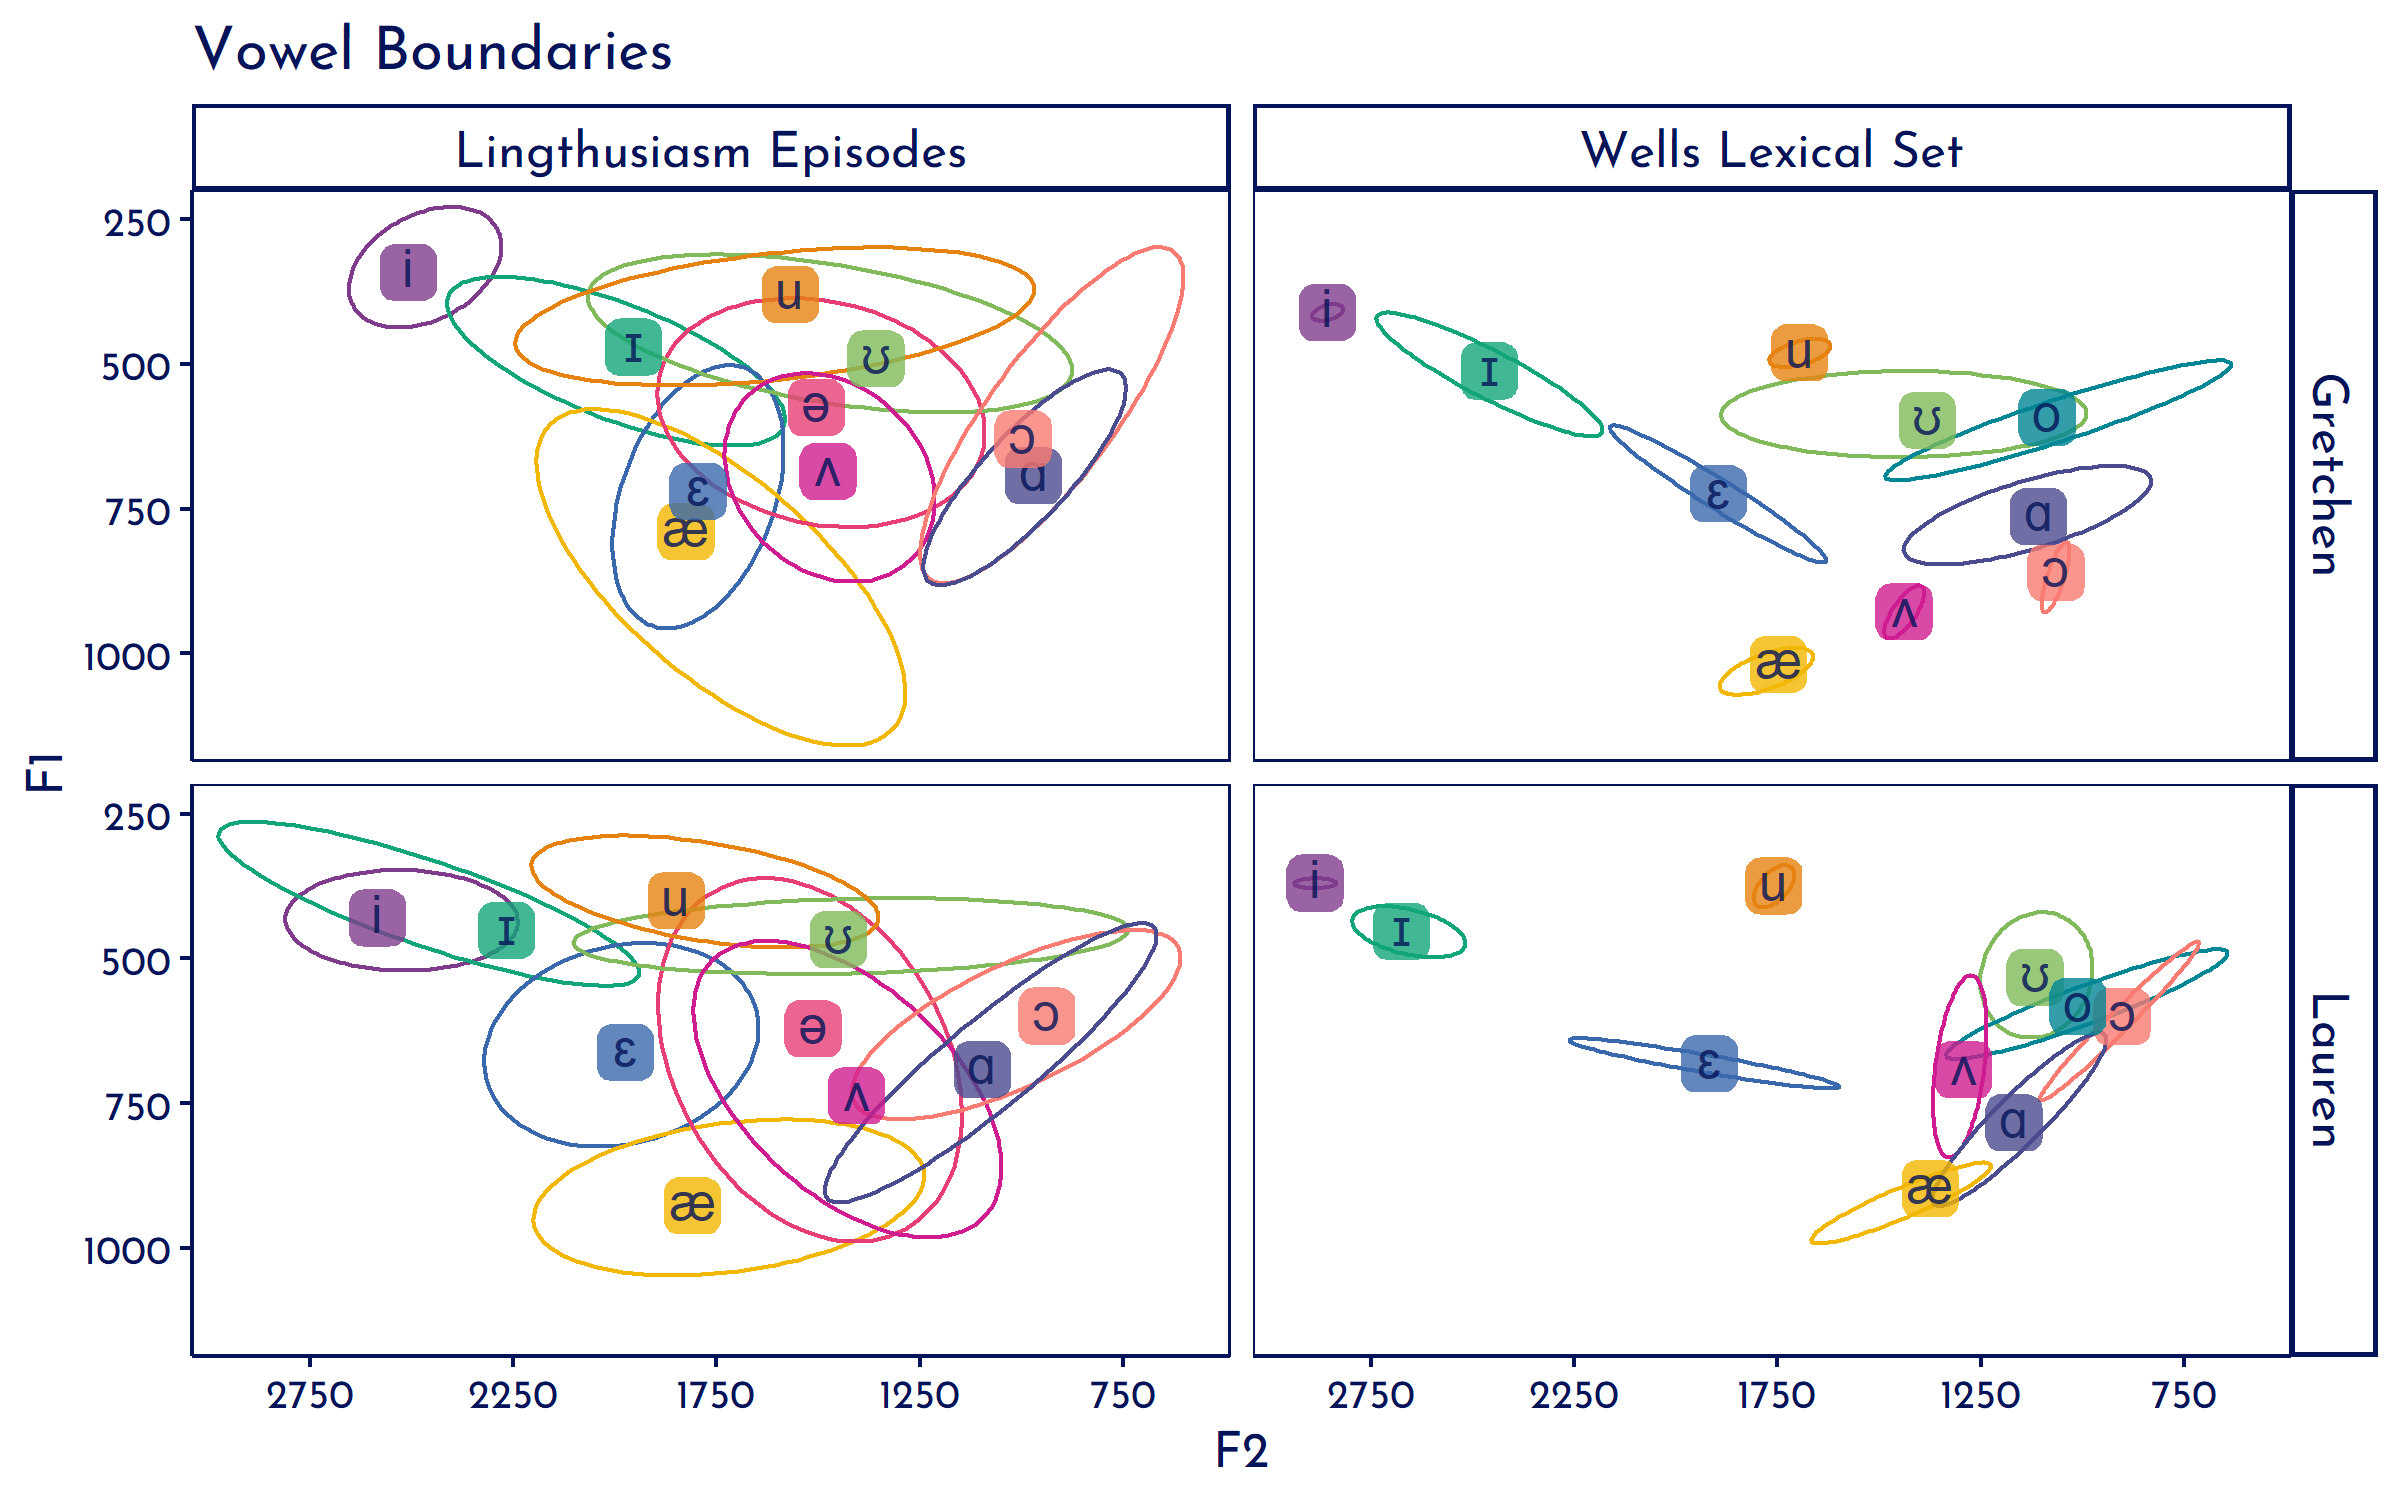 Vowel Boundaries
Lingthusiasm Episodes
Wells Lexical Set
250
500
750
1000
i
ɪ
u
ʊ
ə
ʌ
ɛ
æ
ɔ
ɑ
i
ɪ
u
ʊ
o
ɛ
ɑ
ɔ
ʌ
æ
Gretchen
F1
250
500
750
1000
i
ɪ
u
ʊ
ə
ɔ
ɛ
ɑ
ʌ
æ
i
ɪ
u
ʊ
o
ɔ
ɛ
ʌ
ɑ
æ
Lauren
2750 2250 1750 1250 750
2750 2250 1750 1250 750
F2